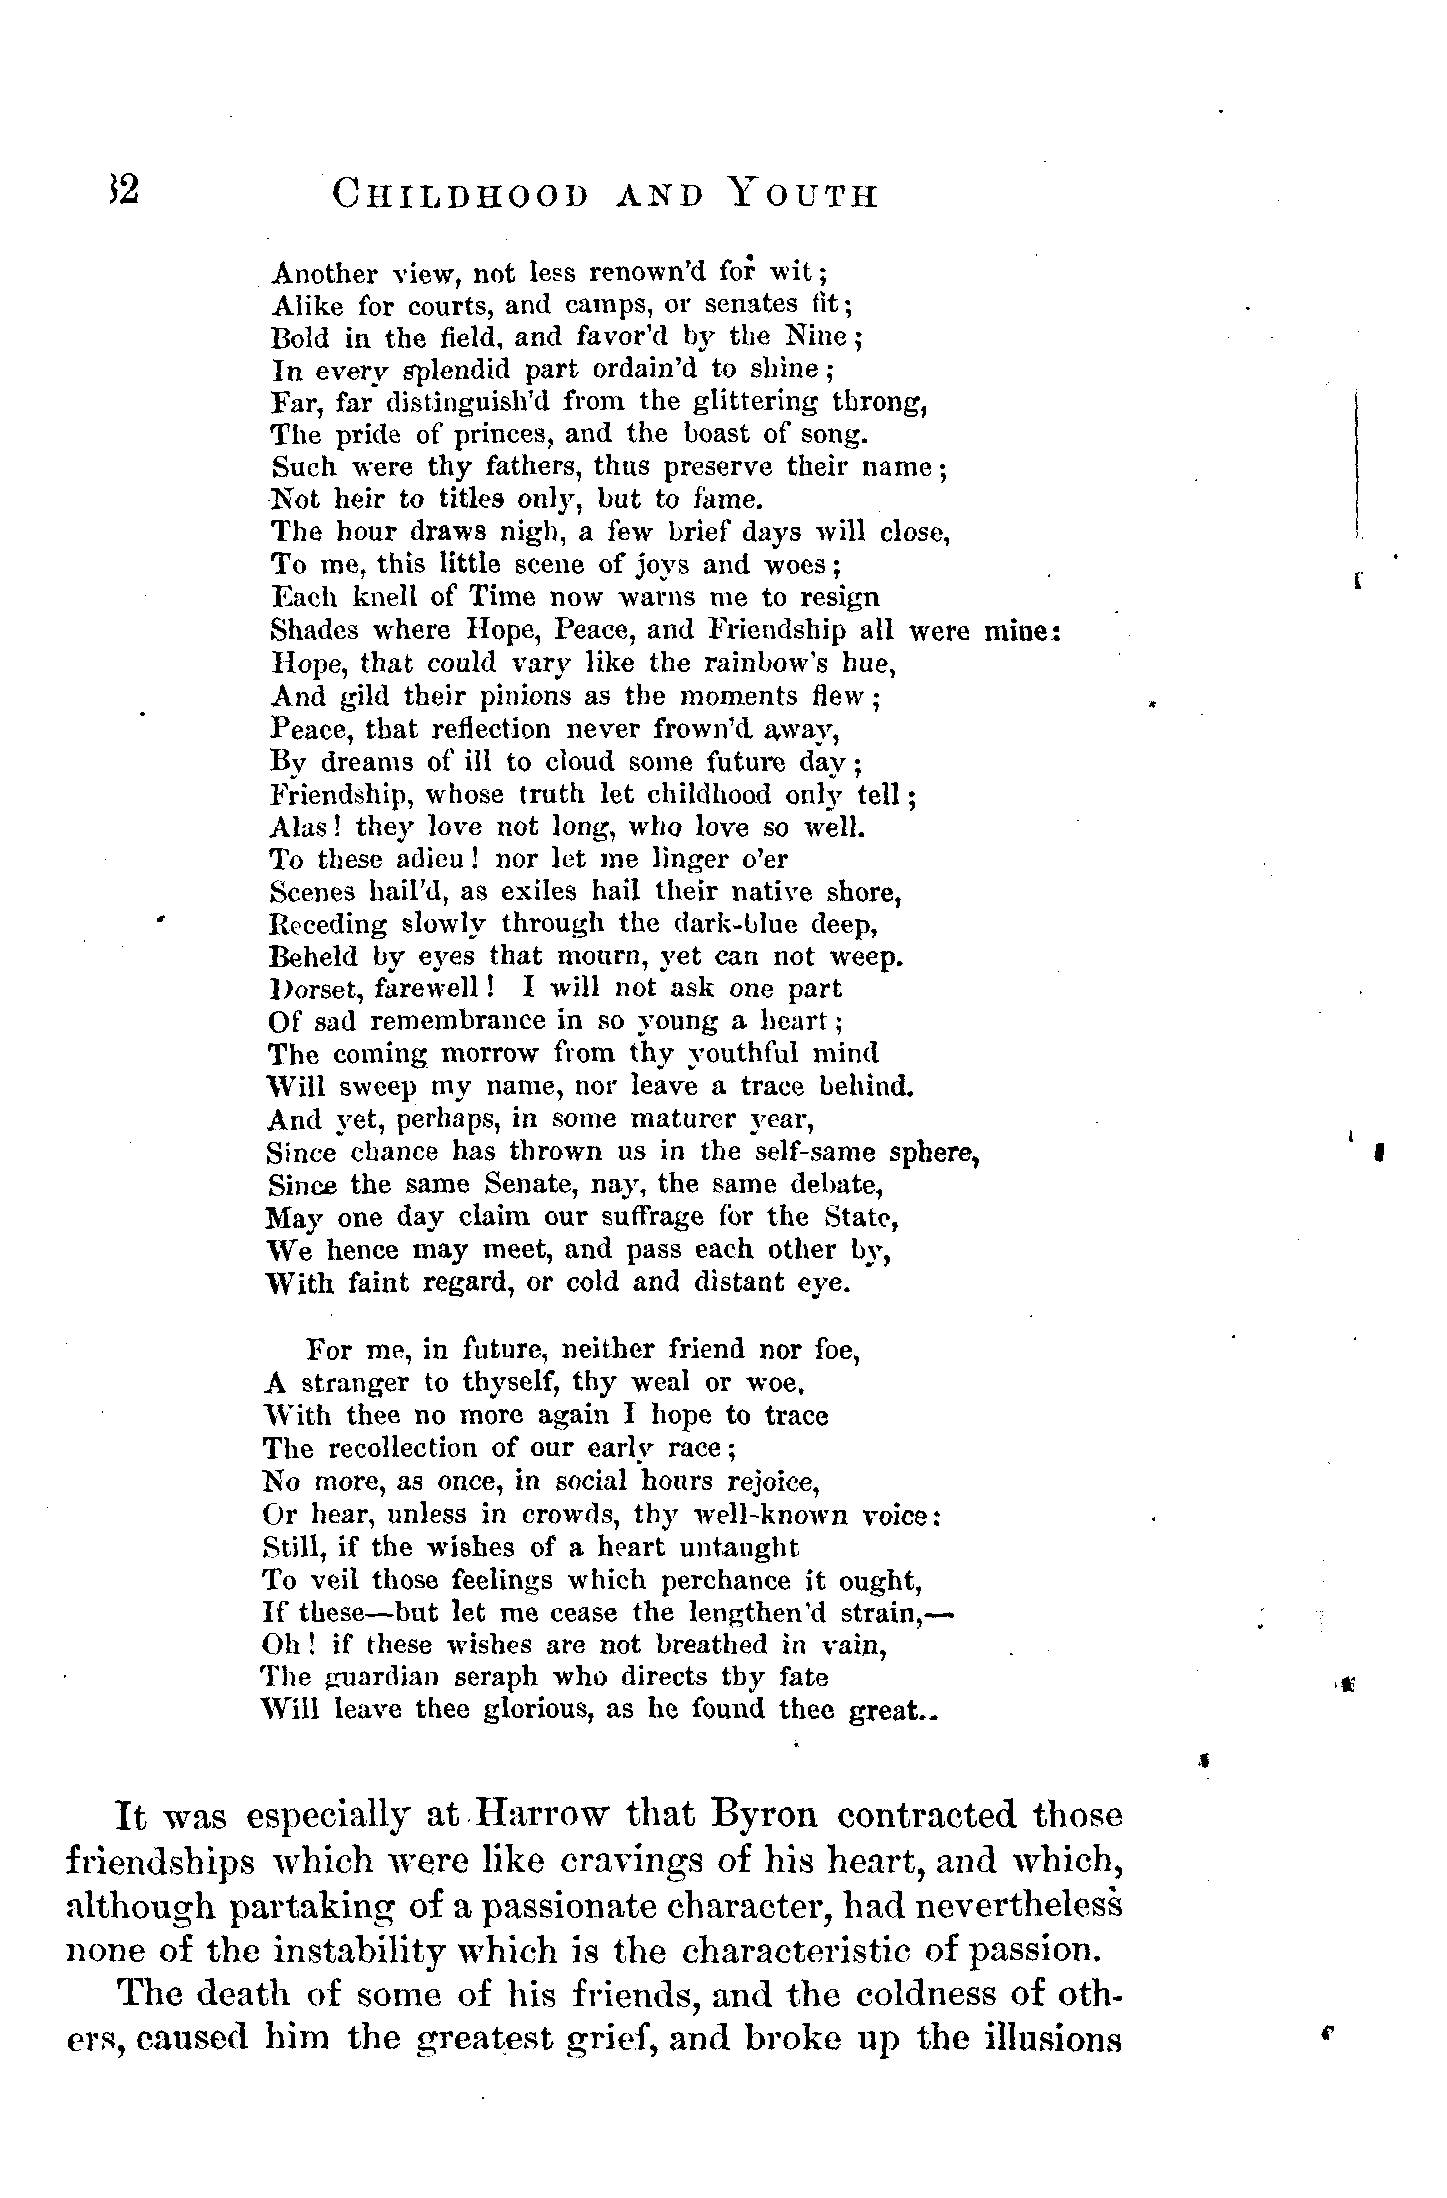 32 CHILDHOOD AND YOUTH
Another view, not less renown'd for wit;
Alike for courts, and camps, or senates fit;
Bold in the field, and favor'd by the Nine;
In every splendid part ordain'd to shine;
Far, far distinguish'd from the glittering throng,
The pride of princes, and the boast of song.
Such were thy fathers, thus preserve their name;
Not heir to titles only, but to fame.
The hour draws nigh, a few brief days will close,
To me, this little scene of joys and woes;
Each knell of Time now warns me to resign
Shades where Hope, Peace, and Friendship all were mine:
Hope, that could vary like the rainbow's hue,
And gild their pinions as the moments flew;
Peace, that reflection never frown'd away,
By dreams of ill to cloud some future day;
Friendship, whose truth let childhood only tell;
Alas! they love not long, who love so well.
To these adieu! nor let me linger o'er
Scenes hail'd, as exiles hail their native shore,
Receding slowly through the dark-blue deep,
Beheld by eyes that mourn, yet can not weep.
Dorset, farewell! I will not ask one part
Of sad remembrance in so young a heart;
The coming morrow from thy youthful mind
Will sweep my name, nor leave a trace behind.
And yet, perhaps, in some maturer year,
Since chance has thrown us in the self-same sphere,
Since the same Senate, nay, the same debate,
May one day claim our suffrage for the State,
We hence may meet, and pass each other by,
With faint regard, or cold and distant eye.
For me, in future, neither friend nor foe,
A stranger to thyself, thy weal or woe,
With thee no more again I hope to trace
The recollection of our early race;
No more, as once, in social hours rejoice,
Or hear, unless in crowds, thy well-known voice:
Still, if the wishes of a heart untaught
To veil those feelings which perchance it ought,
If these—but let me cease the lengthen'd strain,—
Oh! if these wishes are not breathed in vain,
The guardian seraph who directs thy fate
Will leave thee glorious, as he found thee great.
It was especially at Harrow that Byron contracted those
friendships which were like cravings of his heart, and which,
although partaking of a passionate character, had nevertheless
none of the instability which is the characteristic of passion.
The death of some of his friends, and the coldness of oth-
ers, caused him the greatest grief, and broke up the illusions